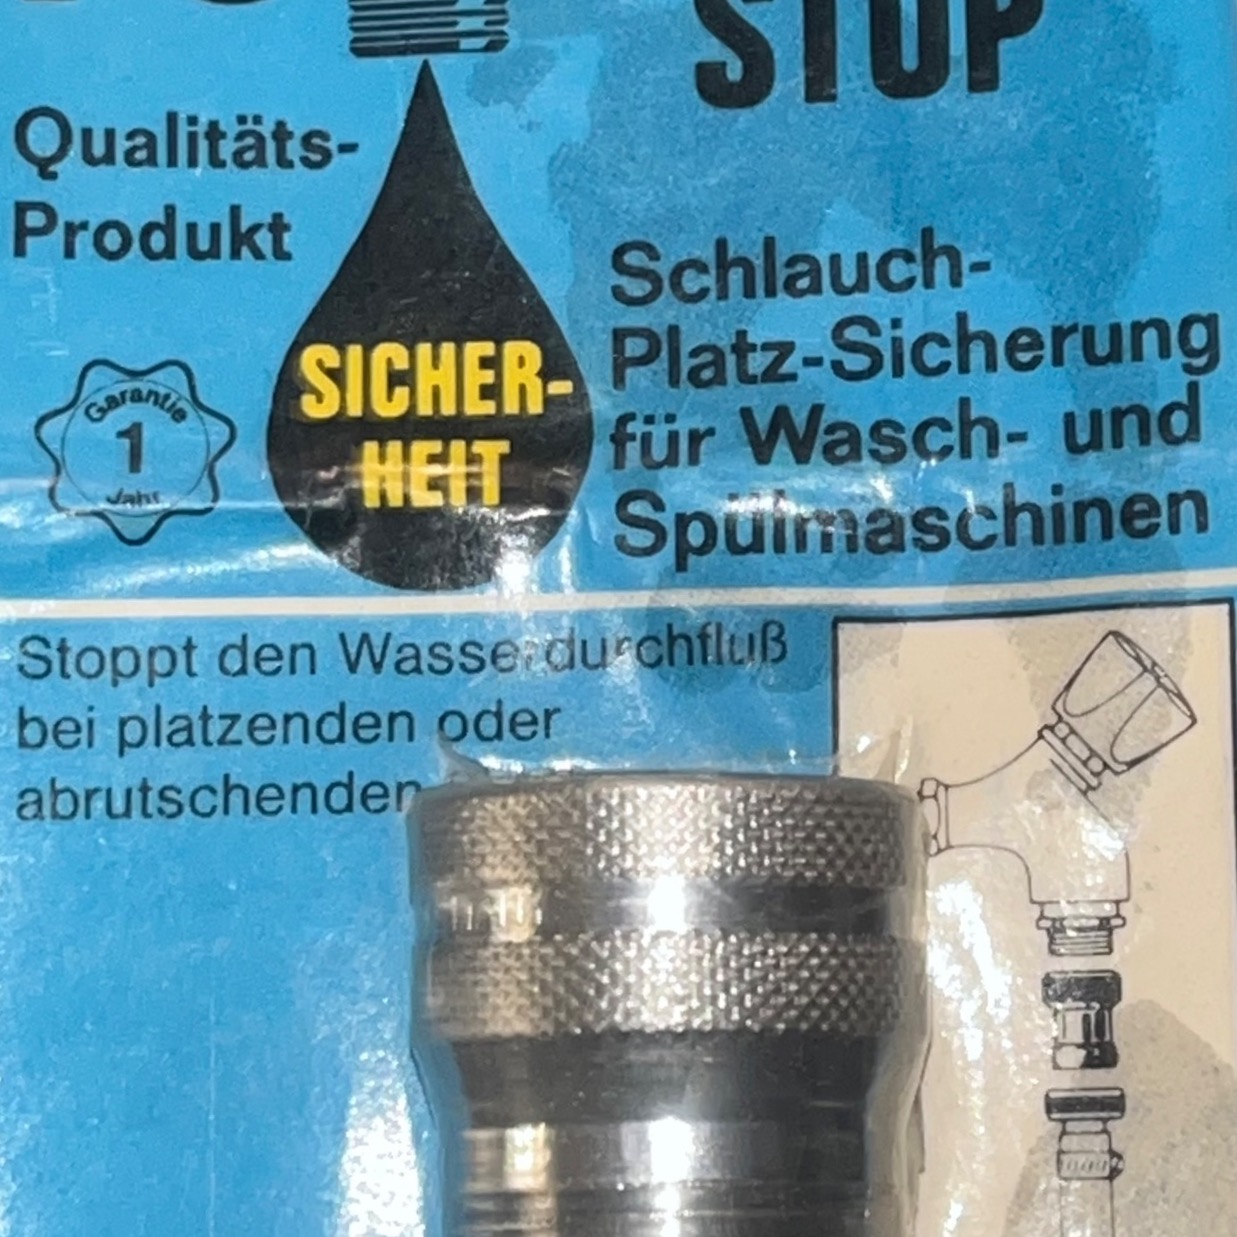 STOP
Qualitäts-
Produkt
SICHER-
HEIT
Garantie
1
Jahr
Schlauch-
Platz-Sicherung
für Wasch- und
Spülmaschinen
Stoppt den Wasserdurchfluß
bei platzenden oder
abrutschenden